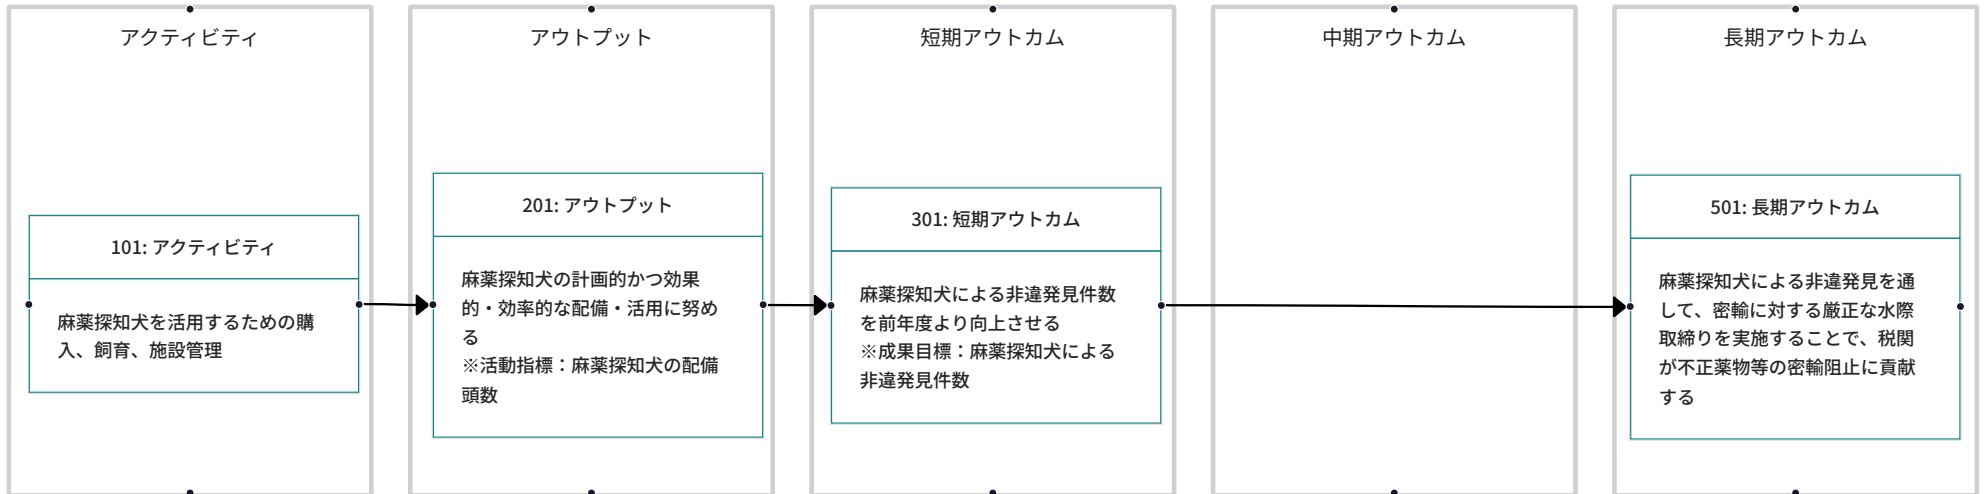 アクティビティ
アウトプット
短期アウトカム
中期アウトカム
長期アウトカム
101: アクティビティ
麻薬探知犬を活用するための購
入、飼育、施設管理
201: アウトプット
麻薬探知犬の計画的かつ効果
的・効率的な配備・活用に努め
る
※活動指標：麻薬探知犬の配備
頭数
301: 短期アウトカム
麻薬探知犬による非違発見件数
を前年度より向上させる
※成果目標：麻薬探知犬による
非違発見件数
501: 長期アウトカム
麻薬探知犬による非違発見を通
して、密輸に対する厳正な水際
取締りを実施することで、税関
が不正薬物等の密輸阻止に貢献
する